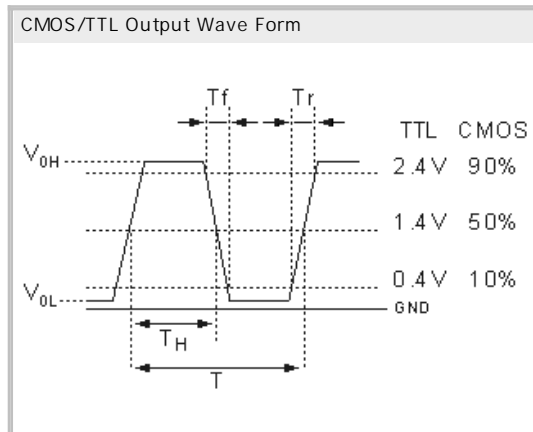 CMOS/TTL Output Wave Form
Tf Tr
TTL CMOS
V0H 2.4V 90%
1.4V 50%
0.4V 10%
V0L GND
TH
T